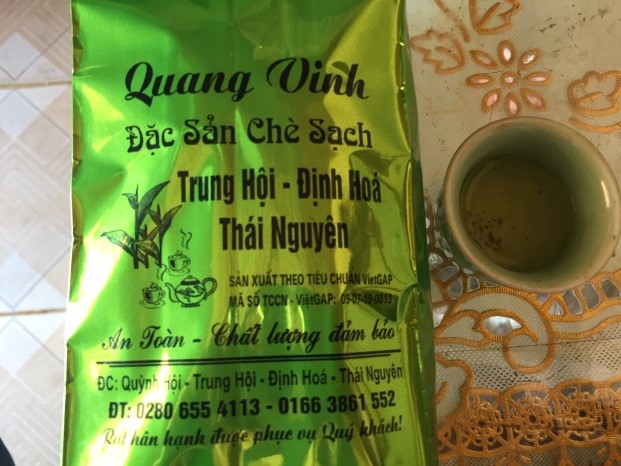 Quang Vinh
Đặc Sản Chè Sạch
Trung Hội - Định Hoá
Thái Nguyên
SẢN XUẤT THEO TIÊU CHUẨN VietGAP
MÃ SỐ TCCN - VietGAP: 09-07-19-0013
An Toàn - Chất lượng đảm bảo
ĐC: Quỳnh Hội - Trung Hội - Định Hoá - Thái Nguyên
ĐT: 0280 655 4113 - 0166 3861 552
Rất hân hạnh được phục vụ Quý khách!